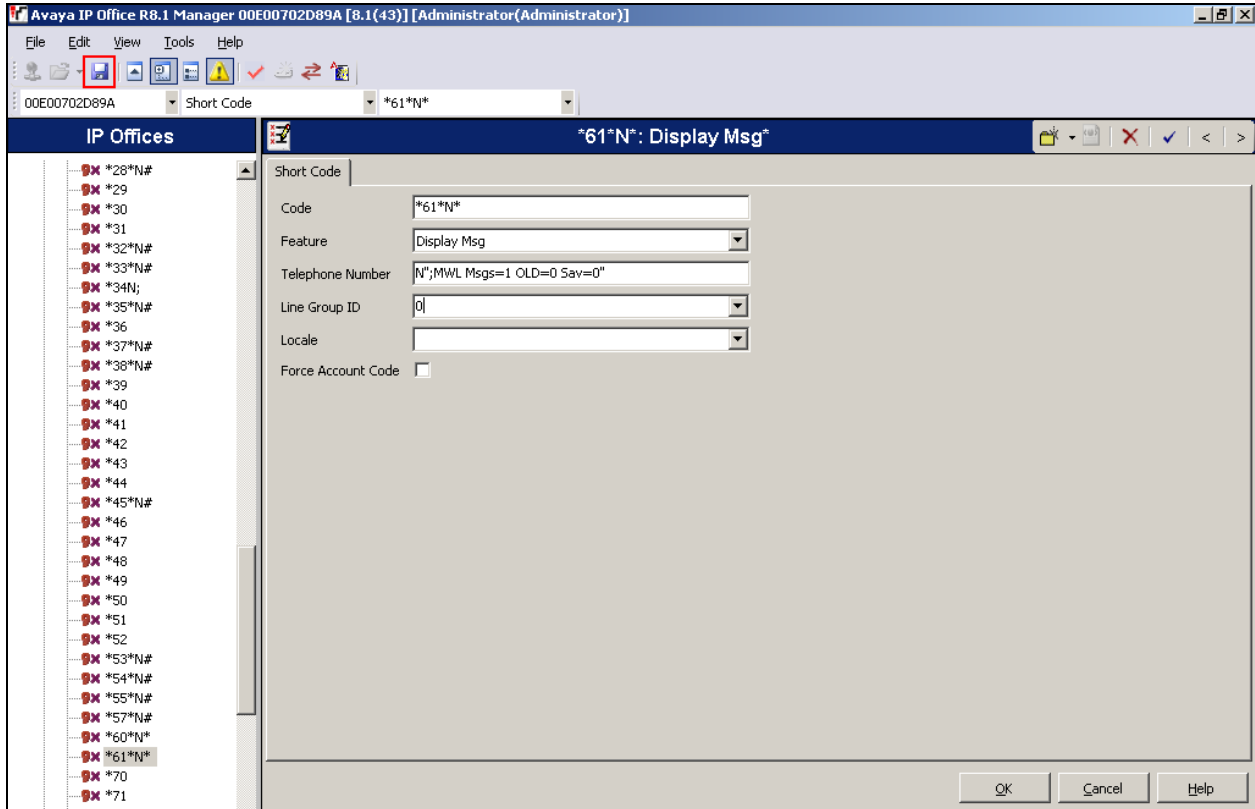 Avaya IP Office R8.1 Manager 00E00702D89A [8.1(43)] [Administrator(Administrator)]
File Edit View Tools Help
00E00702D89A Short Code *61*N*
IP Offices
*61*N*: Display Msg*
*28*N#
*29
*30
*31
*32*N#
*33*N#
*34N;
*35*N#
*36
*37*N#
*38*N#
*39
*40
*41
*42
*43
*44
*45*N#
*46
*47
*48
*49
*50
*51
*52
*53*N#
*54*N#
*55*N#
*57*N#
*60*N*
*61*N*
*70
*71
Short Code
Code *61*N*
Feature Display Msg
Telephone Number N";MWL Msgs=1 OLD=0 Sav=0"
Line Group ID 0
Locale
Force Account Code
OK Cancel Help